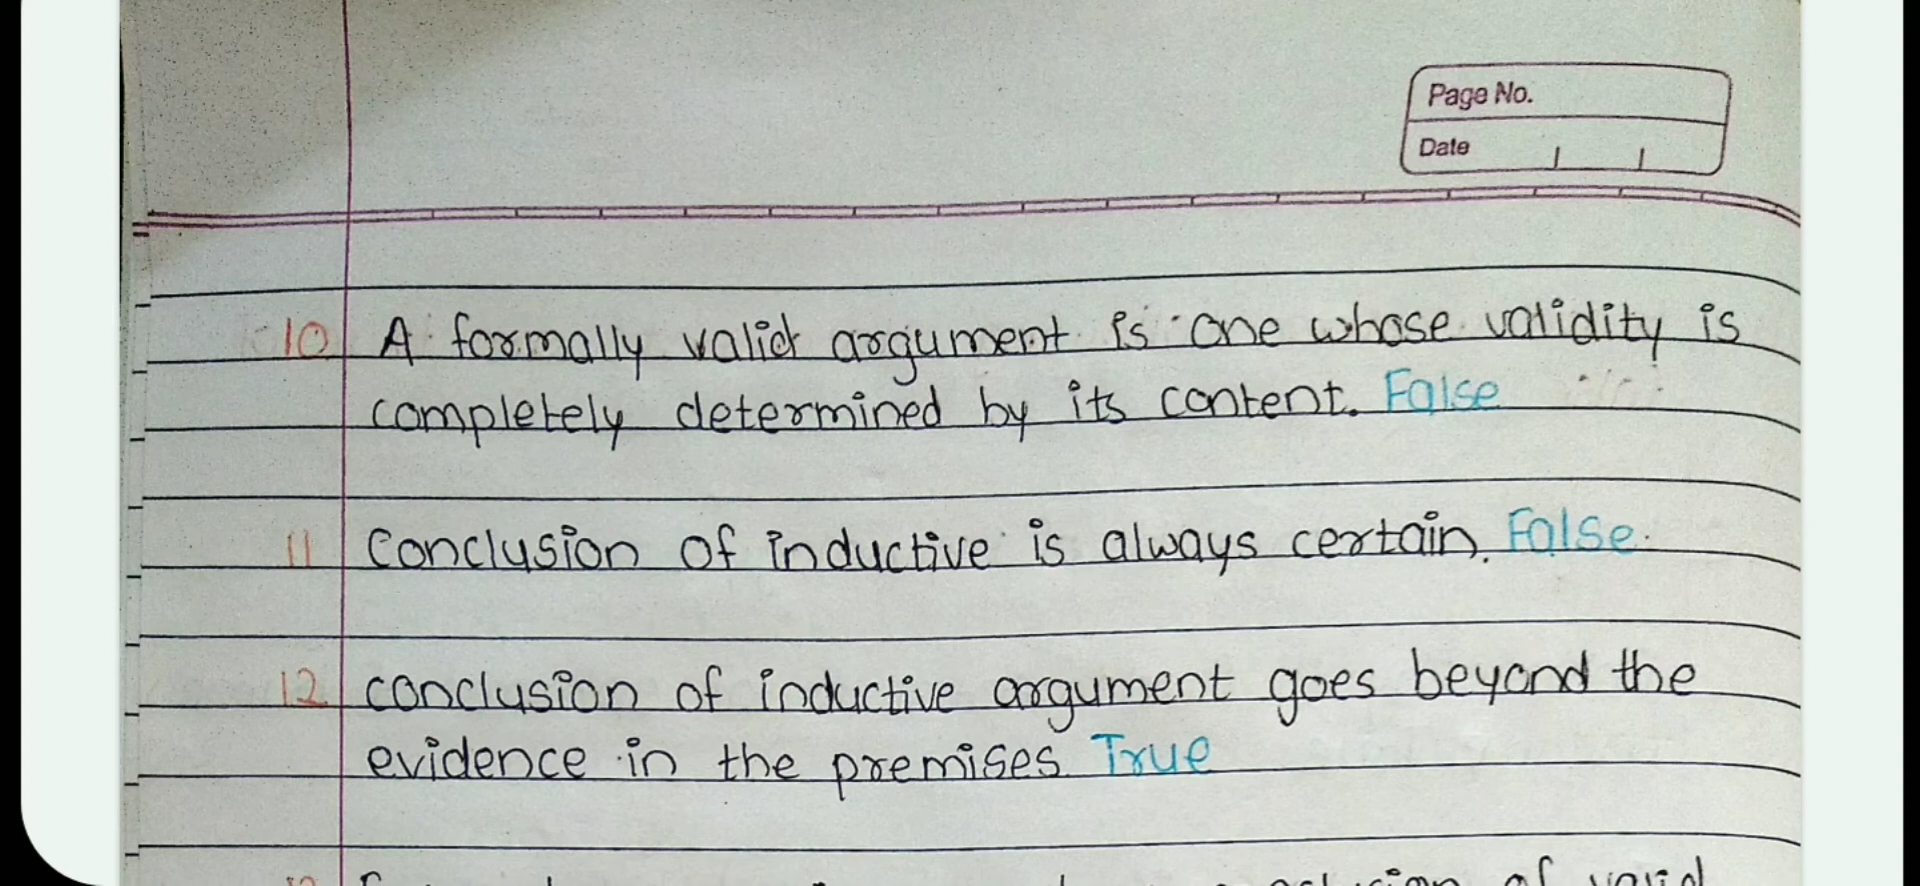 Page No.
Date
10 A formally valid argument is one whose validity is
completely determined by its content. False
11 Conclusion of inductive is always certain. False.
12 conclusion of inductive argument goes beyond the
evidence in the premises. True
of valid